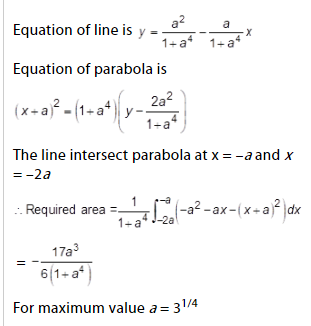 Equation of line is y = a²/(1+a⁴) - a/(1+a⁴) x
Equation of parabola is
(x+a)² = (1+a⁴)(y - 2a²/(1+a⁴))
The line intersect parabola at x = –a and x
= –2a
∴ Required area = 1/(1+a⁴) ∫₋₂ₐ⁻ᵃ (-a² -ax-(x+a)²)dx
= - 17a³/6(1+a⁴)
For maximum value a = 3^1/4